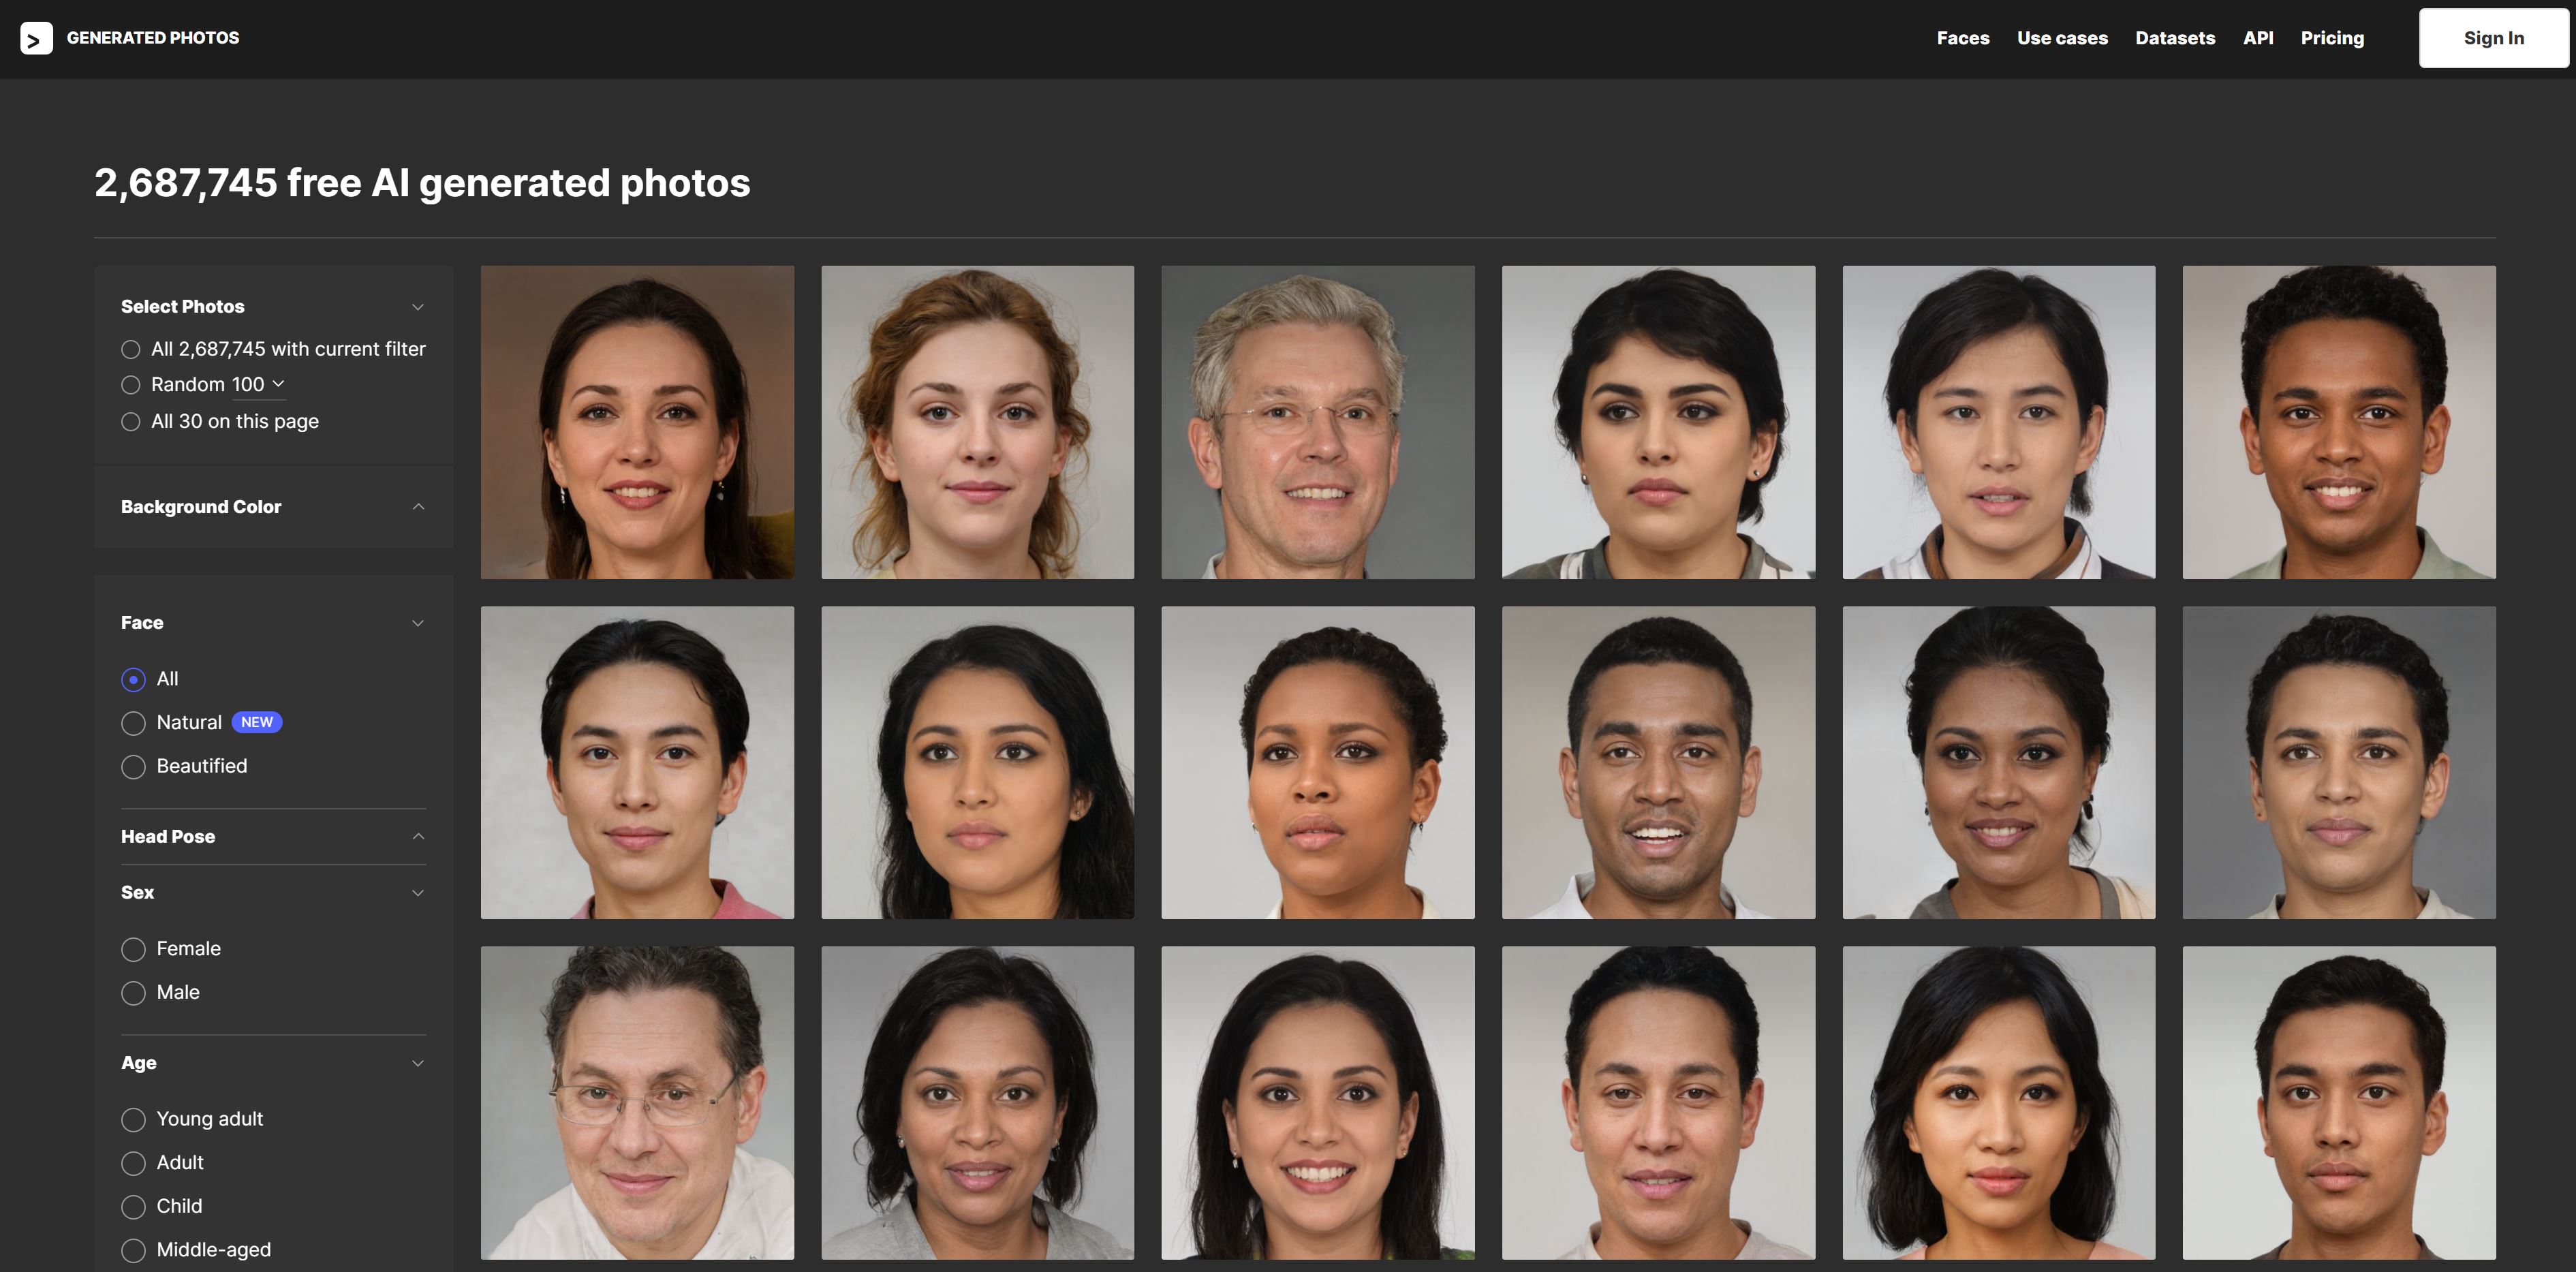 GENERATED PHOTOS
Faces Use cases Datasets API Pricing Sign In
2,687,745 free AI generated photos
Select Photos
All 2,687,745 with current filter
Random 100
All 30 on this page
Background Color
Face
All
Natural NEW
Beautified
Head Pose
Sex
Female
Male
Age
Young adult
Adult
Child
Middle-aged